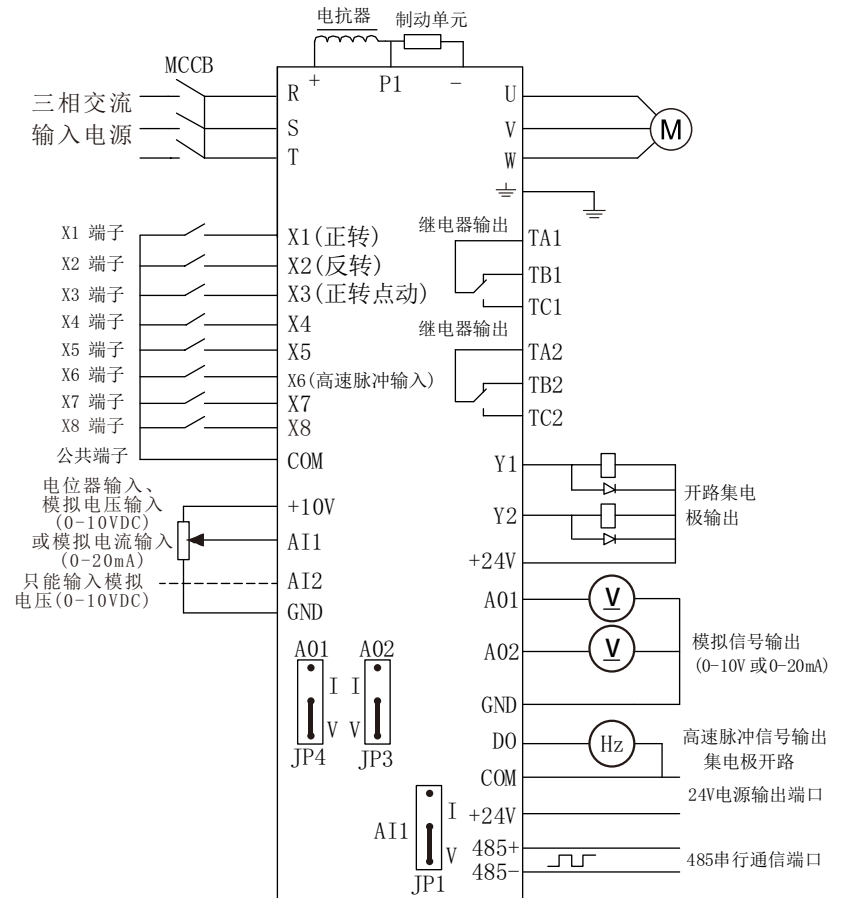 电抗器
制动单元
MCCB
三相交流
输入电源
+
P1
-
R
S
T
U
V
W
M
X1 端子
X2 端子
X3 端子
X4 端子
X5 端子
X6 端子
X7 端子
X8 端子
公共端子
X1(正转)
X2(反转)
X3(正转点动)
X4
X5
X6(高速脉冲输入)
X7
X8
COM
继电器输出
TA1
TB1
TC1
继电器输出
TA2
TB2
TC2
电位器输入、
模拟电压输入
(0-10VDC)
或模拟电流输入
(0-20mA)
只能输入模拟
电压(0-10VDC)
+10V
AI1
AI2
GND
Y1
Y2
+24V
开路集电
极输出
AO1
V
AO2
V
GND
模拟信号输出
(0-10V 或0-20mA)
AO1
I
V
JP4
AO2
I
V
JP3
DO
Hz
COM
高速脉冲信号输出
集电极开路
24V电源输出端口
+24V
AI1
I
V
JP1
485+
485-
485串行通信端口